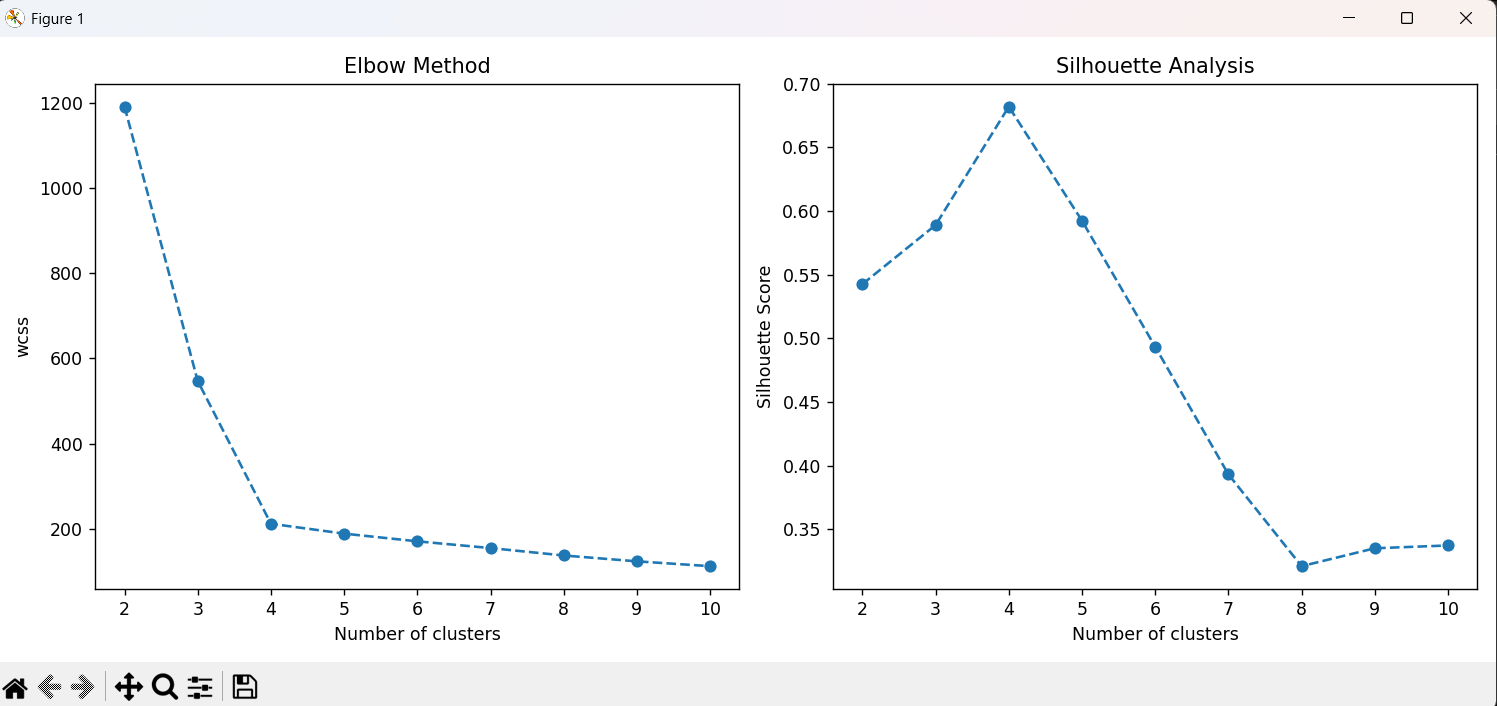 Figure 1
Elbow Method
1200
1000
800
600
400
200
wcss
2 3 4 5 6 7 8 9 10
Number of clusters
Silhouette Analysis
0.70
0.65
0.60
0.55
0.50
0.45
0.40
0.35
Silhouette Score
2 3 4 5 6 7 8 9 10
Number of clusters